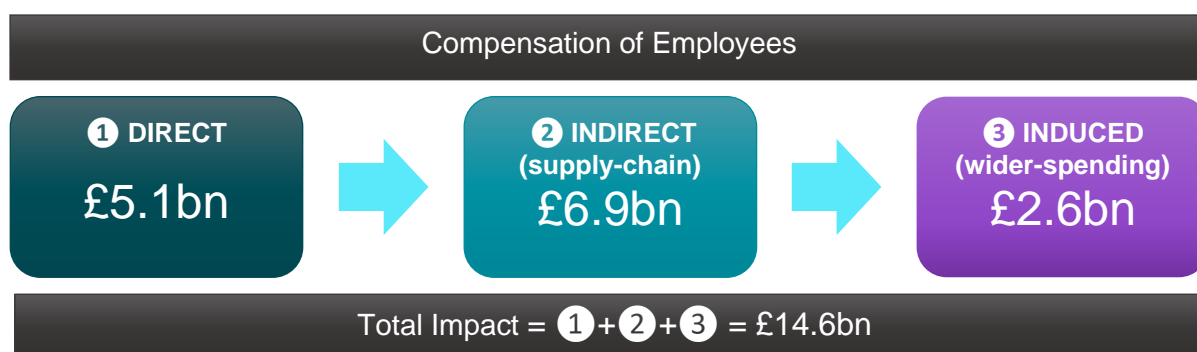 Compensation of Employees
❶ DIRECT
£5.1bn
❷ INDIRECT
(supply-chain)
£6.9bn
❸ INDUCED
(wider-spending)
£2.6bn
Total Impact = ❶+❷+❸ = £14.6bn